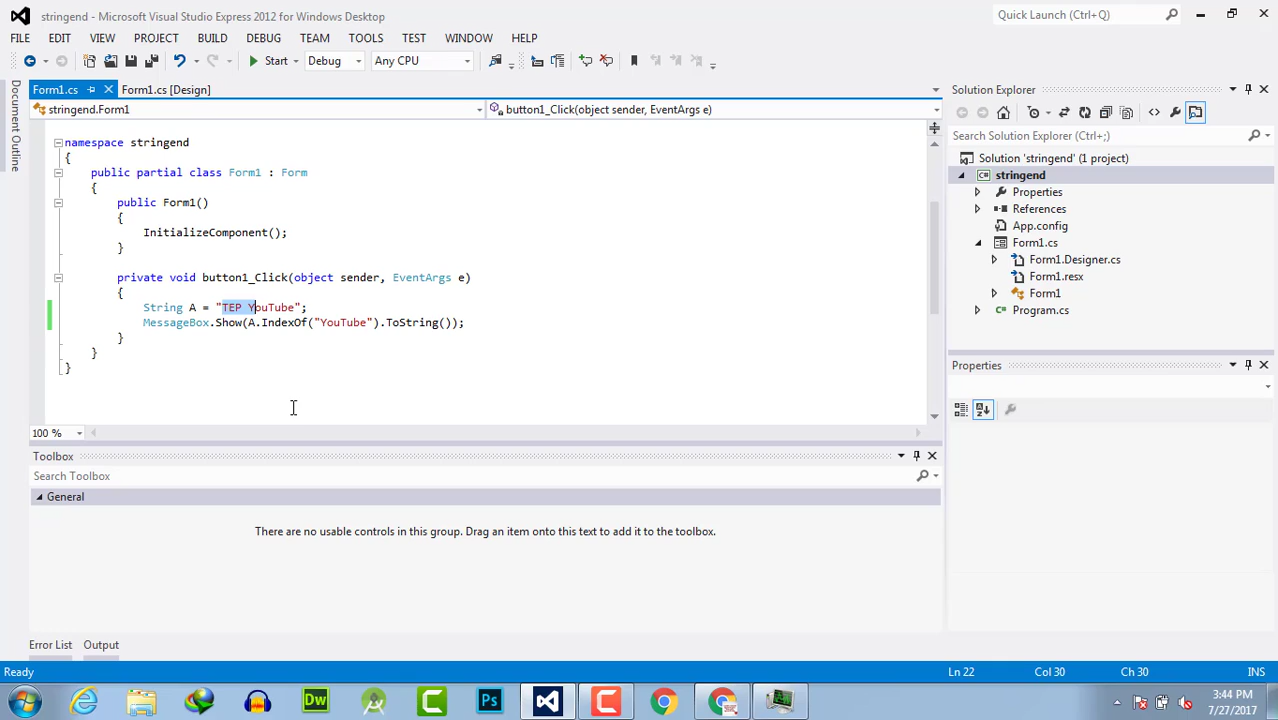 stringend - Microsoft Visual Studio Express 2012 for Windows Desktop
Quick Launch (Ctrl+Q)
FILE EDIT VIEW PROJECT BUILD DEBUG TEAM TOOLS TEST WINDOW HELP
Start Debug Any CPU
Document Outline
Form1.cs Form1.cs [Design]
stringend.Form1 button1_Click(object sender, EventArgs e)
namespace stringend
{
public partial class Form1 : Form
{
public Form1()
{
InitializeComponent();
}
private void button1_Click(object sender, EventArgs e)
{
String A = "TEP YouTube";
MessageBox.Show(A.IndexOf("YouTube").ToString());
}
}
}
100 %
Toolbox
Search Toolbox
General
There are no usable controls in this group. Drag an item onto this text to add it to the toolbox.
Error List Output
Solution Explorer
Search Solution Explorer (Ctrl+;)
Solution 'stringend' (1 project)
C# stringend
Properties
References
App.config
Form1.cs
Form1.Designer.cs
Form1.resx
Form1
Program.cs
Properties
Ready Ln 22 Col 30 Ch 30 INS
Dw Ps
3:44 PM
7/27/2017